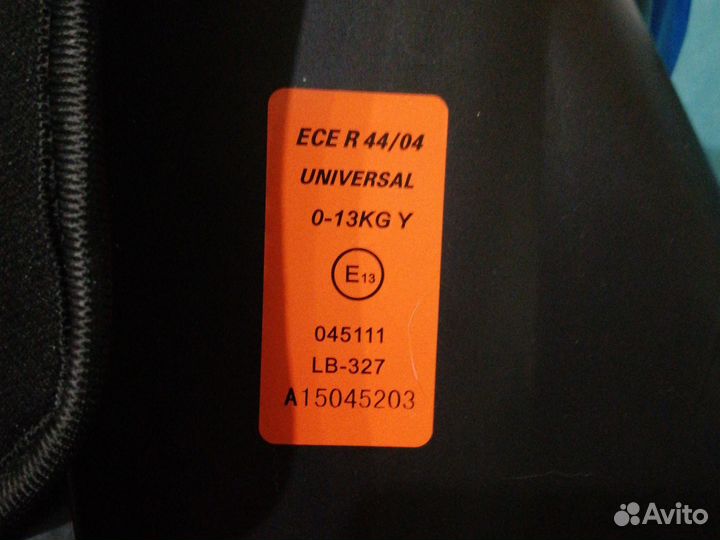 ECE R 44/04
UNIVERSAL
0-13KG Y
E13
045111
LB-327
A15045203
Avito